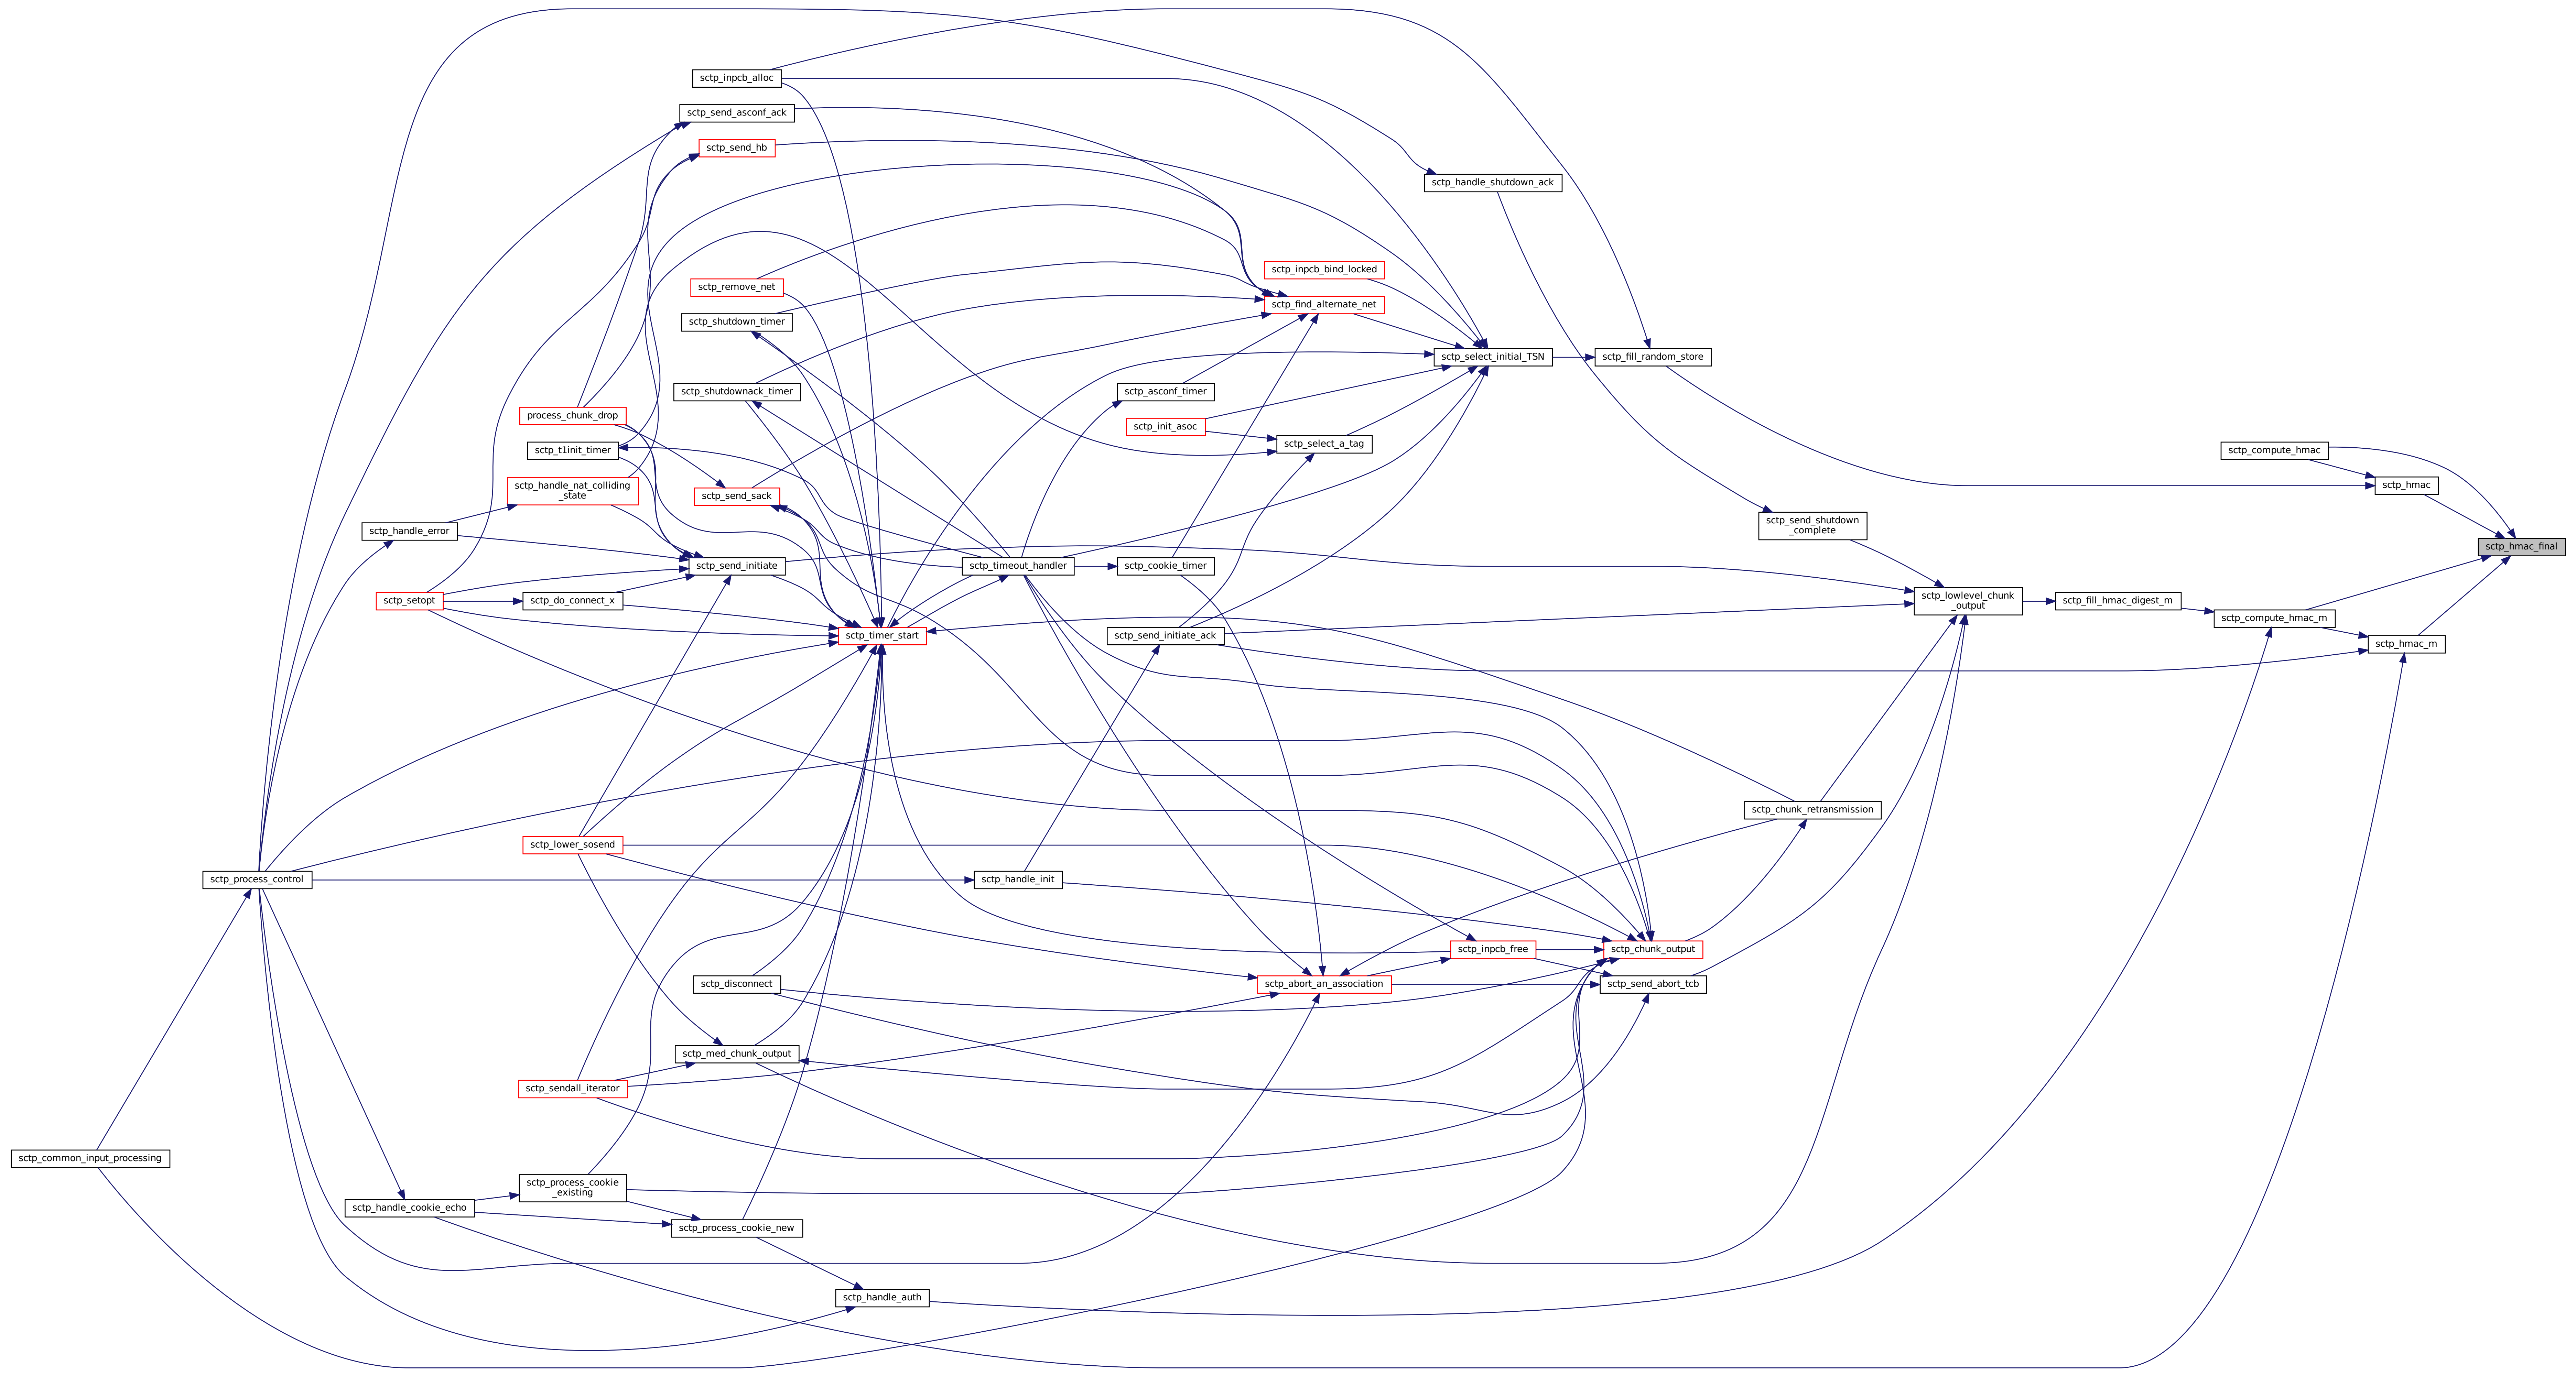 sctp_inpcb_alloc
sctp_send_asconf_ack
sctp_send_hb
sctp_handle_shutdown_ack
sctp_inpcb_bind_locked
sctp_remove_net
sctp_find_alternate_net
sctp_shutdown_timer
sctp_select_initial_TSN
sctp_fill_random_store
sctp_shutdownack_timer
sctp_asconf_timer
process_chunk_drop
sctp_init_asoc
sctp_select_a_tag
sctp_t1init_timer
sctp_compute_hmac
sctp_handle_nat_colliding
_state
sctp_send_sack
sctp_hmac
sctp_handle_error
sctp_send_shutdown
_complete
sctp_hmac_final
sctp_send_initiate
sctp_timeout_handler
sctp_cookie_timer
sctp_setopt
sctp_do_connect_x
sctp_lowlevel_chunk
_output
sctp_fill_hmac_digest_m
sctp_compute_hmac_m
sctp_timer_start
sctp_send_initiate_ack
sctp_hmac_m
sctp_chunk_retransmission
sctp_lower_sosend
sctp_process_control
sctp_handle_init
sctp_inpcb_free
sctp_chunk_output
sctp_disconnect
sctp_abort_an_association
sctp_send_abort_tcb
sctp_med_chunk_output
sctp_sendall_iterator
sctp_common_input_processing
sctp_process_cookie
_existing
sctp_handle_cookie_echo
sctp_process_cookie_new
sctp_handle_auth